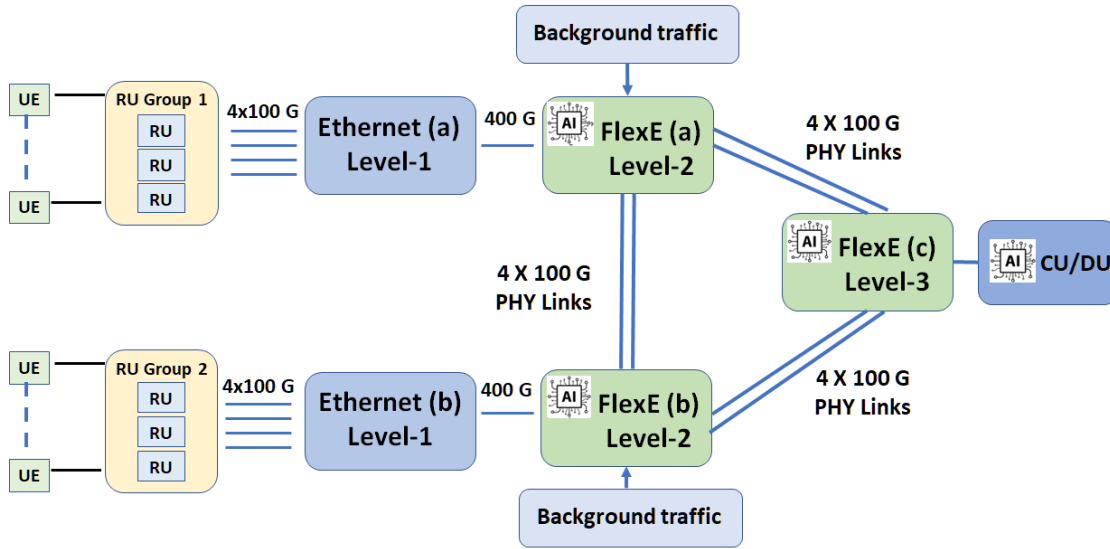 Background traffic
UE
RU Group 1
RU
RU
RU
UE
4x100 G
Ethernet (a)
Level-1
400 G
AI
FlexE (a)
Level-2
4 X 100 G
PHY Links
4 X 100 G
PHY Links
AI
FlexE (c)
Level-3
AI
CU/DU
UE
RU Group 2
RU
RU
RU
UE
4x100 G
Ethernet (b)
Level-1
400 G
AI
FlexE (b)
Level-2
4 X 100 G
PHY Links
Background traffic